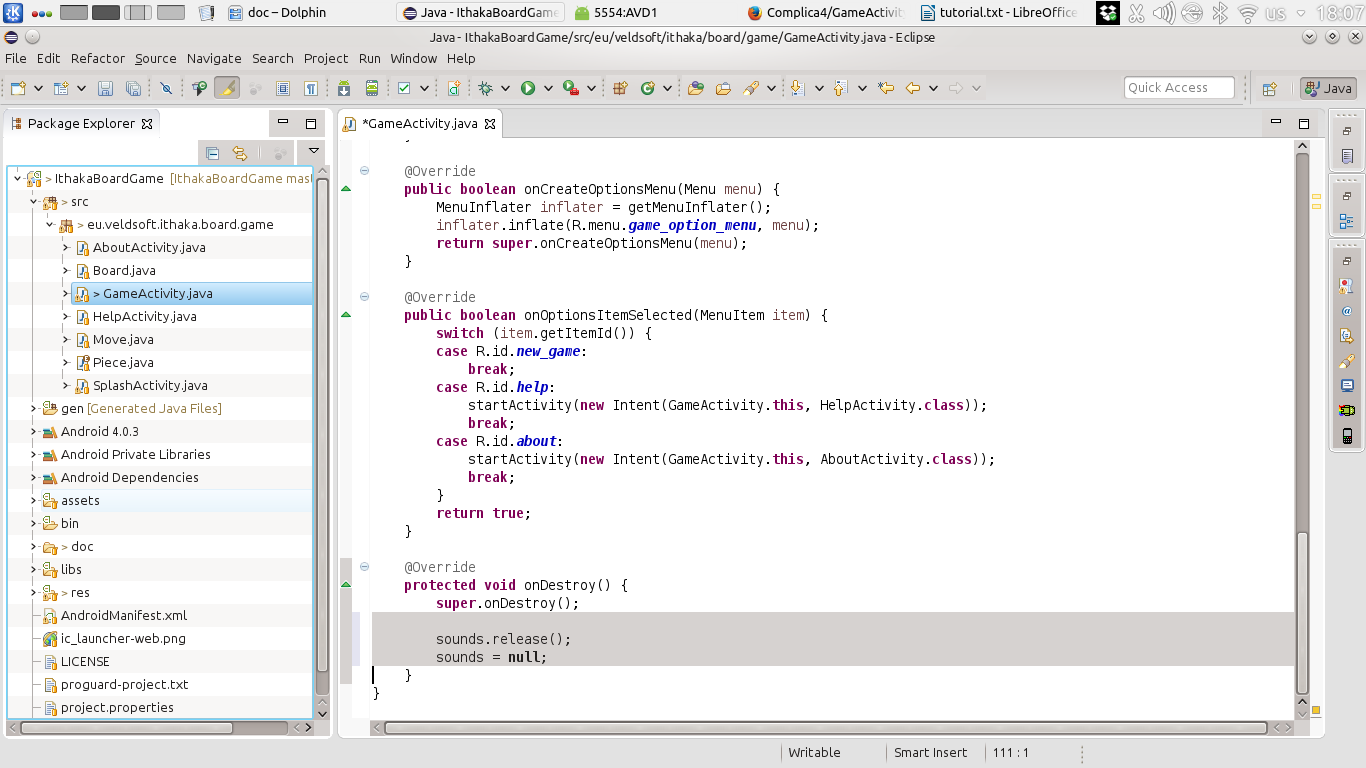 doc – Dolphin
Java - IthakaBoardGame
5554:AVD1
Complica4/GameActivity
tutorial.txt - LibreOffice
us
18:07
Java - IthakaBoardGame/src/eu/veldsoft/ithaka/board/game/GameActivity.java - Eclipse
File Edit Refactor Source Navigate Search Project Run Window Help
Quick Access
Java
Package Explorer
*GameActivity.java
> IthakaBoardGame [IthakaBoardGame mast
> src
> eu.veldsoft.ithaka.board.game
AboutActivity.java
Board.java
> GameActivity.java
HelpActivity.java
Move.java
Piece.java
SplashActivity.java
gen [Generated Java Files]
Android 4.0.3
Android Private Libraries
Android Dependencies
assets
bin
> doc
libs
> res
AndroidManifest.xml
ic_launcher-web.png
LICENSE
proguard-project.txt
project.properties
}
@Override
public boolean onCreateOptionsMenu(Menu menu) {
MenuInflater inflater = getMenuInflater();
inflater.inflate(R.menu.game_option_menu, menu);
return super.onCreateOptionsMenu(menu);
}
@Override
public boolean onOptionsItemSelected(MenuItem item) {
switch (item.getItemId()) {
case R.id.new_game:
break;
case R.id.help:
startActivity(new Intent(GameActivity.this, HelpActivity.class));
break;
case R.id.about:
startActivity(new Intent(GameActivity.this, AboutActivity.class));
break;
}
return true;
}
@Override
protected void onDestroy() {
super.onDestroy();
sounds.release();
sounds = null;
}
}
Writable
Smart Insert
111 : 1